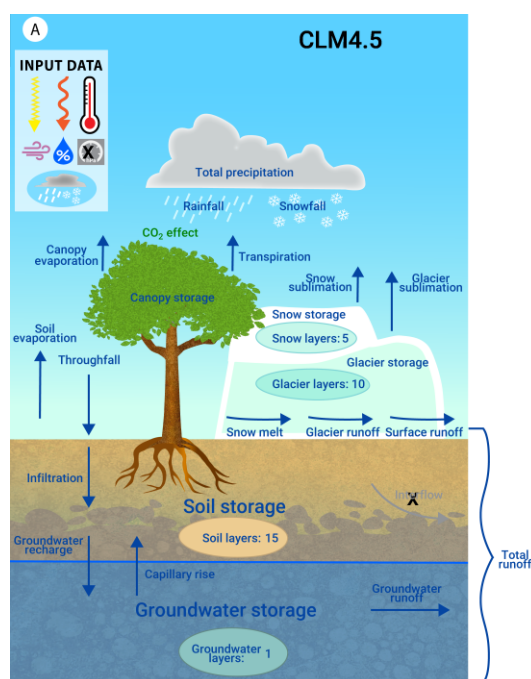 A
CLM4.5
INPUT DATA
%
X
Total precipitation
Rainfall
Snowfall
CO₂ effect
Canopy
evaporation
Transpiration
Snow
sublimation
Glacier
sublimation
Canopy storage
Snow storage
Soil
evaporation
Snow layers: 5
Throughfall
Glacier storage
Glacier layers: 10
Snow melt
Glacier runoff
Surface runoff
Infiltration
Interflow
X
Soil storage
Soil layers: 15
Groundwater
recharge
Total
runoff
Capillary rise
Groundwater
runoff
Groundwater storage
Groundwater
layers: 1